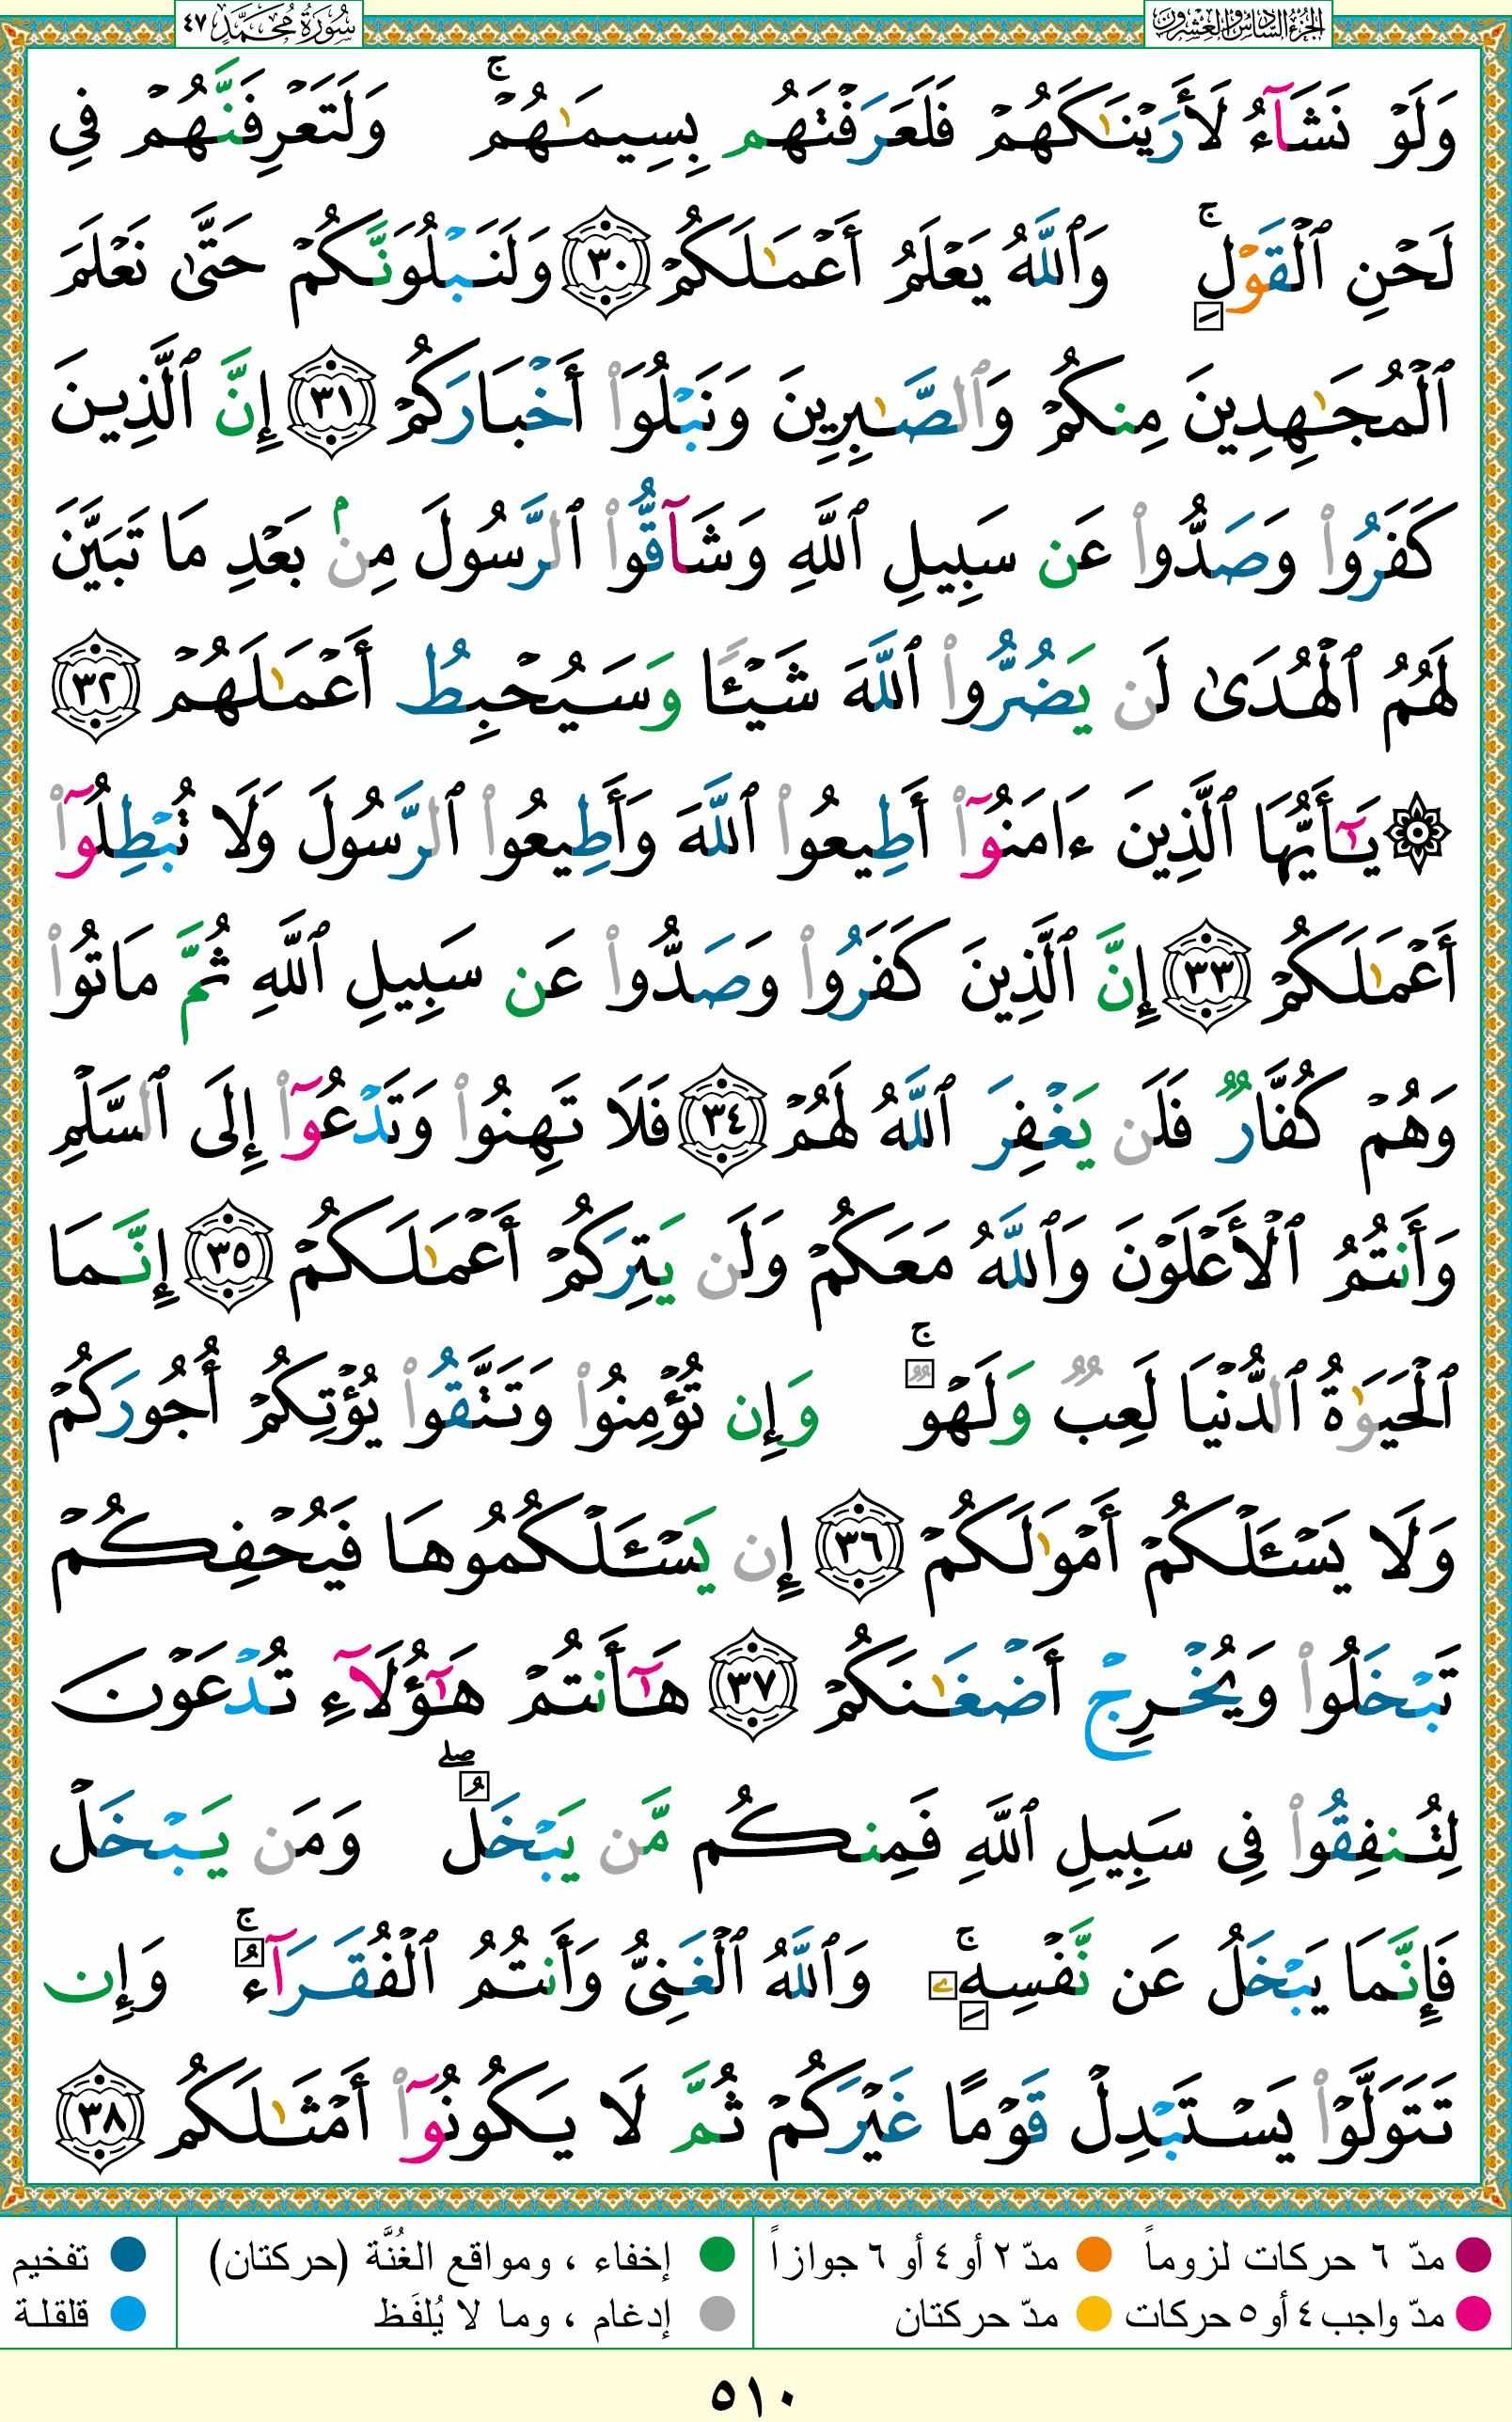 الجزء السادس والعشرون
سُورَةُ مُحَمَّدٍ ٤٧
وَلَوۡ نَشَآءُ لَأَرَيۡنَٰكَهُمۡ فَلَعَرَفۡتَهُم بِسِيمَٰهُمۡۚ وَلَتَعۡرِفَنَّهُمۡ فِي
لَحۡنِ ٱلۡقَوۡلِۚ وَٱللَّهُ يَعۡلَمُ أَعۡمَٰلَكُمۡ ٣٠ وَلَنَبۡلُوَنَّكُمۡ حَتَّىٰ نَعۡلَمَ
ٱلۡمُجَٰهِدِينَ مِنكُمۡ وَٱلصَّٰبِرِينَ وَنَبۡلُوَاْ أَخۡبَارَكُمۡ ٣١ إِنَّ ٱلَّذِينَ
كَفَرُواْ وَصَدُّواْ عَن سَبِيلِ ٱللَّهِ وَشَآقُّواْ ٱلرَّسُولَ مِنۢ بَعۡدِ مَا تَبَيَّنَ
لَهُمُ ٱلۡهُدَىٰ لَن يَضُرُّواْ ٱللَّهَ شَيۡـٔٗا وَسَيُحۡبِطُ أَعۡمَٰلَهُمۡ ٣٢
۞ يَٰٓأَيُّهَا ٱلَّذِينَ ءَامَنُوٓاْ أَطِيعُواْ ٱللَّهَ وَأَطِيعُواْ ٱلرَّسُولَ وَلَا تُبۡطِلُوٓاْ
أَعۡمَٰلَكُمۡ ٣٣ إِنَّ ٱلَّذِينَ كَفَرُواْ وَصَدُّواْ عَن سَبِيلِ ٱللَّهِ ثُمَّ مَاتُواْ
وَهُمۡ كُفَّارٞ فَلَن يَغۡفِرَ ٱللَّهُ لَهُمۡ ٣٤ فَلَا تَهِنُواْ وَتَدۡعُوٓاْ إِلَى ٱلسَّلۡمِ
وَأَنتُمُ ٱلۡأَعۡلَوۡنَ وَٱللَّهُ مَعَكُمۡ وَلَن يَتِرَكُمۡ أَعۡمَٰلَكُمۡ ٣٥ إِنَّمَا
ٱلۡحَيَوٰةُ ٱلدُّنۡيَا لَعِبٞ وَلَهۡوٞۚ وَإِن تُؤۡمِنُواْ وَتَتَّقُواْ يُؤۡتِكُمۡ أُجُورَكُمۡ
وَلَا يَسۡـَٔلۡكُمۡ أَمۡوَٰلَكُمۡ ٣٦ إِن يَسۡـَٔلۡكُمُوهَا فَيُحۡفِكُمۡ
تَبۡخَلُواْ وَيُخۡرِجۡ أَضۡغَٰنَكُمۡ ٣٧ هَٰٓأَنتُمۡ هَٰٓؤُلَآءِ تُدۡعَوۡنَ
لِتُنفِقُواْ فِي سَبِيلِ ٱللَّهِ فَمِنكُم مَّن يَبۡخَلُۖ وَمَن يَبۡخَلۡ
فَإِنَّمَا يَبۡخَلُ عَن نَّفۡسِهِۦۚ وَٱللَّهُ ٱلۡغَنِيُّ وَأَنتُمُ ٱلۡفُقَرَآءُۚ وَإِن
تَتَوَلَّوۡاْ يَسۡتَبۡدِلۡ قَوۡمًا غَيۡرَكُمۡ ثُمَّ لَا يَكُونُوٓاْ أَمۡثَٰلَكُم ٣٨
مدّ ٦ حركات لزوماً مدّ ٢ أو ٤ أو ٦ جوازاً إخفاء ، ومواقع الغُنَّة (حركتان) تفخيم
مدّ واجب ٤ أو ٥ حركات مدّ حركتان إدغام ، وما لا يُلفَظ قلقلة
٥١٠